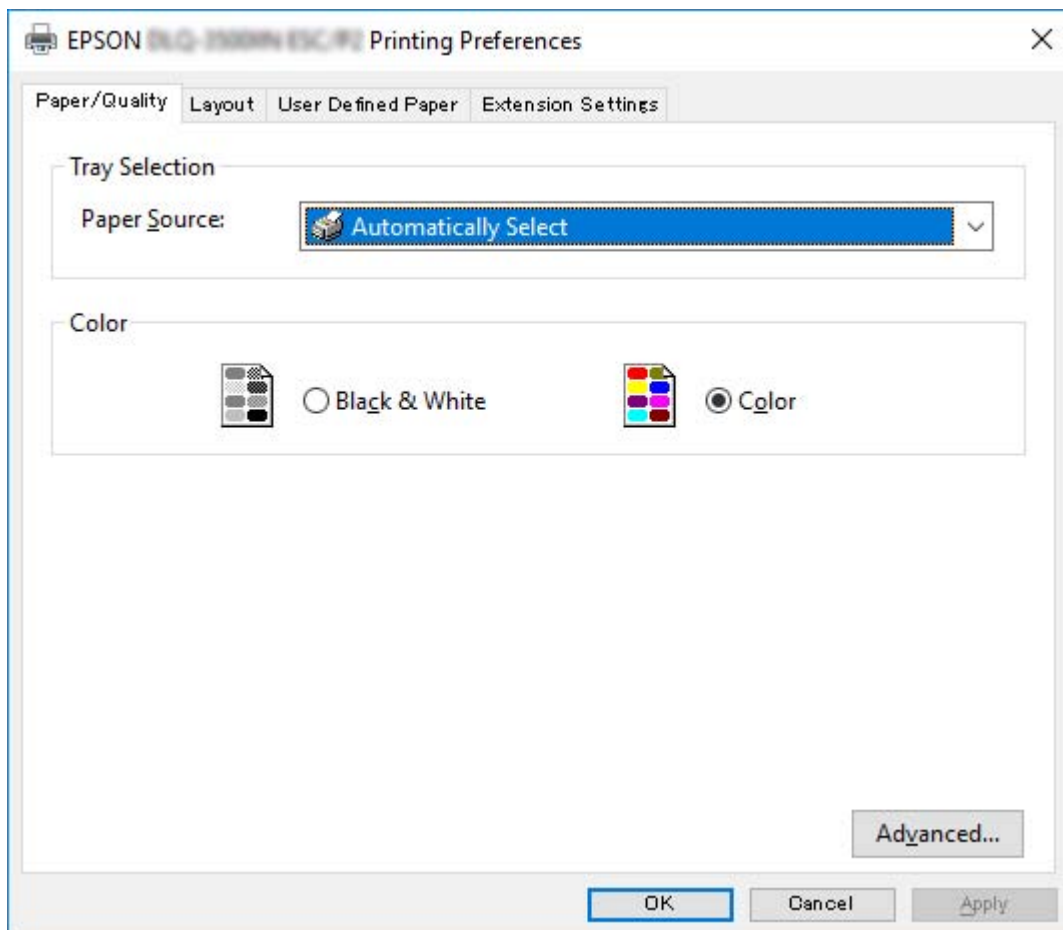 EPSON Printing Preferences
Paper/Quality Layout User Defined Paper Extension Settings
Tray Selection
Paper Source: Automatically Select
Color
Black & White Color
Advanced...
OK Cancel Apply